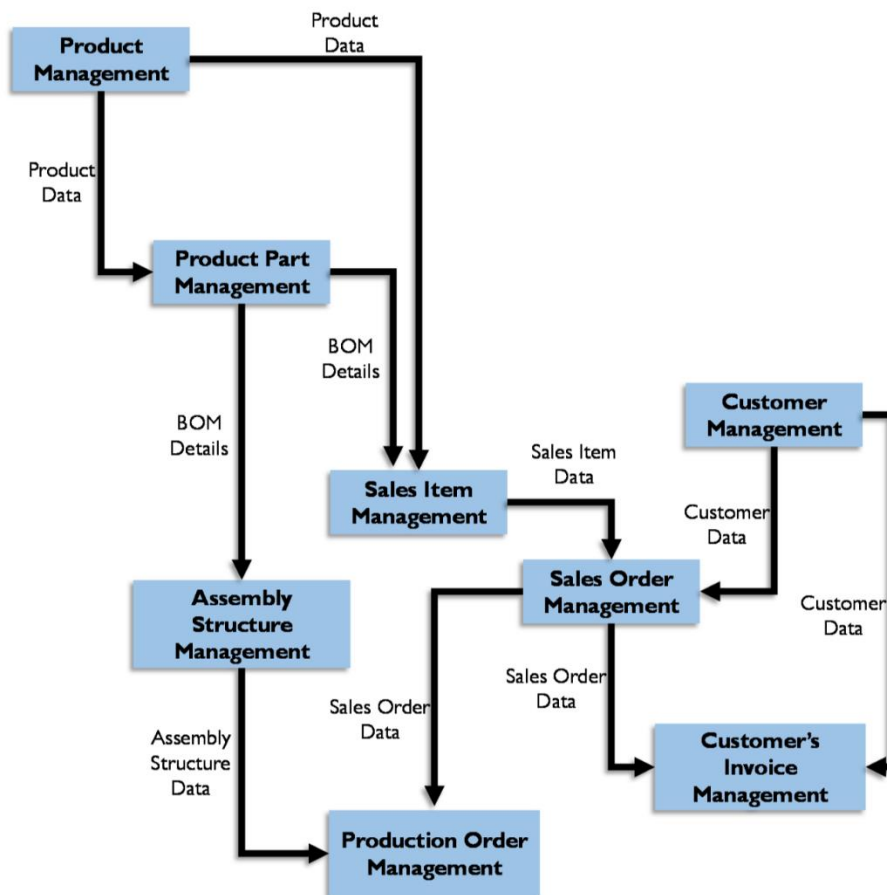 Product
Data
Product
Management
Product
Data
Product Part
Management
BOM
Details
BOM
Details
Customer
Management
Sales Item
Data
Sales Item
Management
Customer
Data
Sales Order
Management
Assembly
Structure
Management
Customer
Data
Sales Order
Data
Sales Order
Data
Assembly
Structure
Data
Customer's
Invoice
Management
Production Order
Management